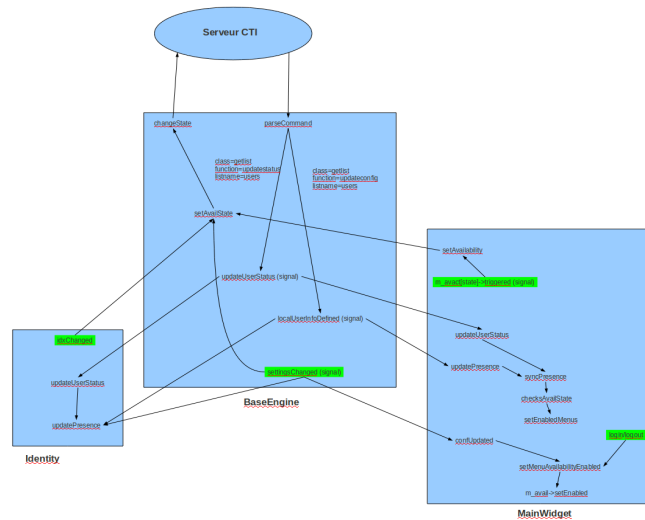 Serveur CTI
changeState
parseCommand
class=getlist
function=updatestatus
listname=users
class=getlist
function=updateconfig
listname=users
setAvailState
setAvailability
m_avact[state]->triggered (signal)
updateUserStatus (signal)
localUserInfoDefined (signal)
updateUserStatus
idxChanged
updatePresence
syncPresence
settingsChanged (signal)
updateUserStatus
checksAvailState
BaseEngine
setEnabledMenus
updatePresence
login/logout
confUpdated
Identity
setMenuAvailabilityEnabled
m_avail->setEnabled
MainWidget